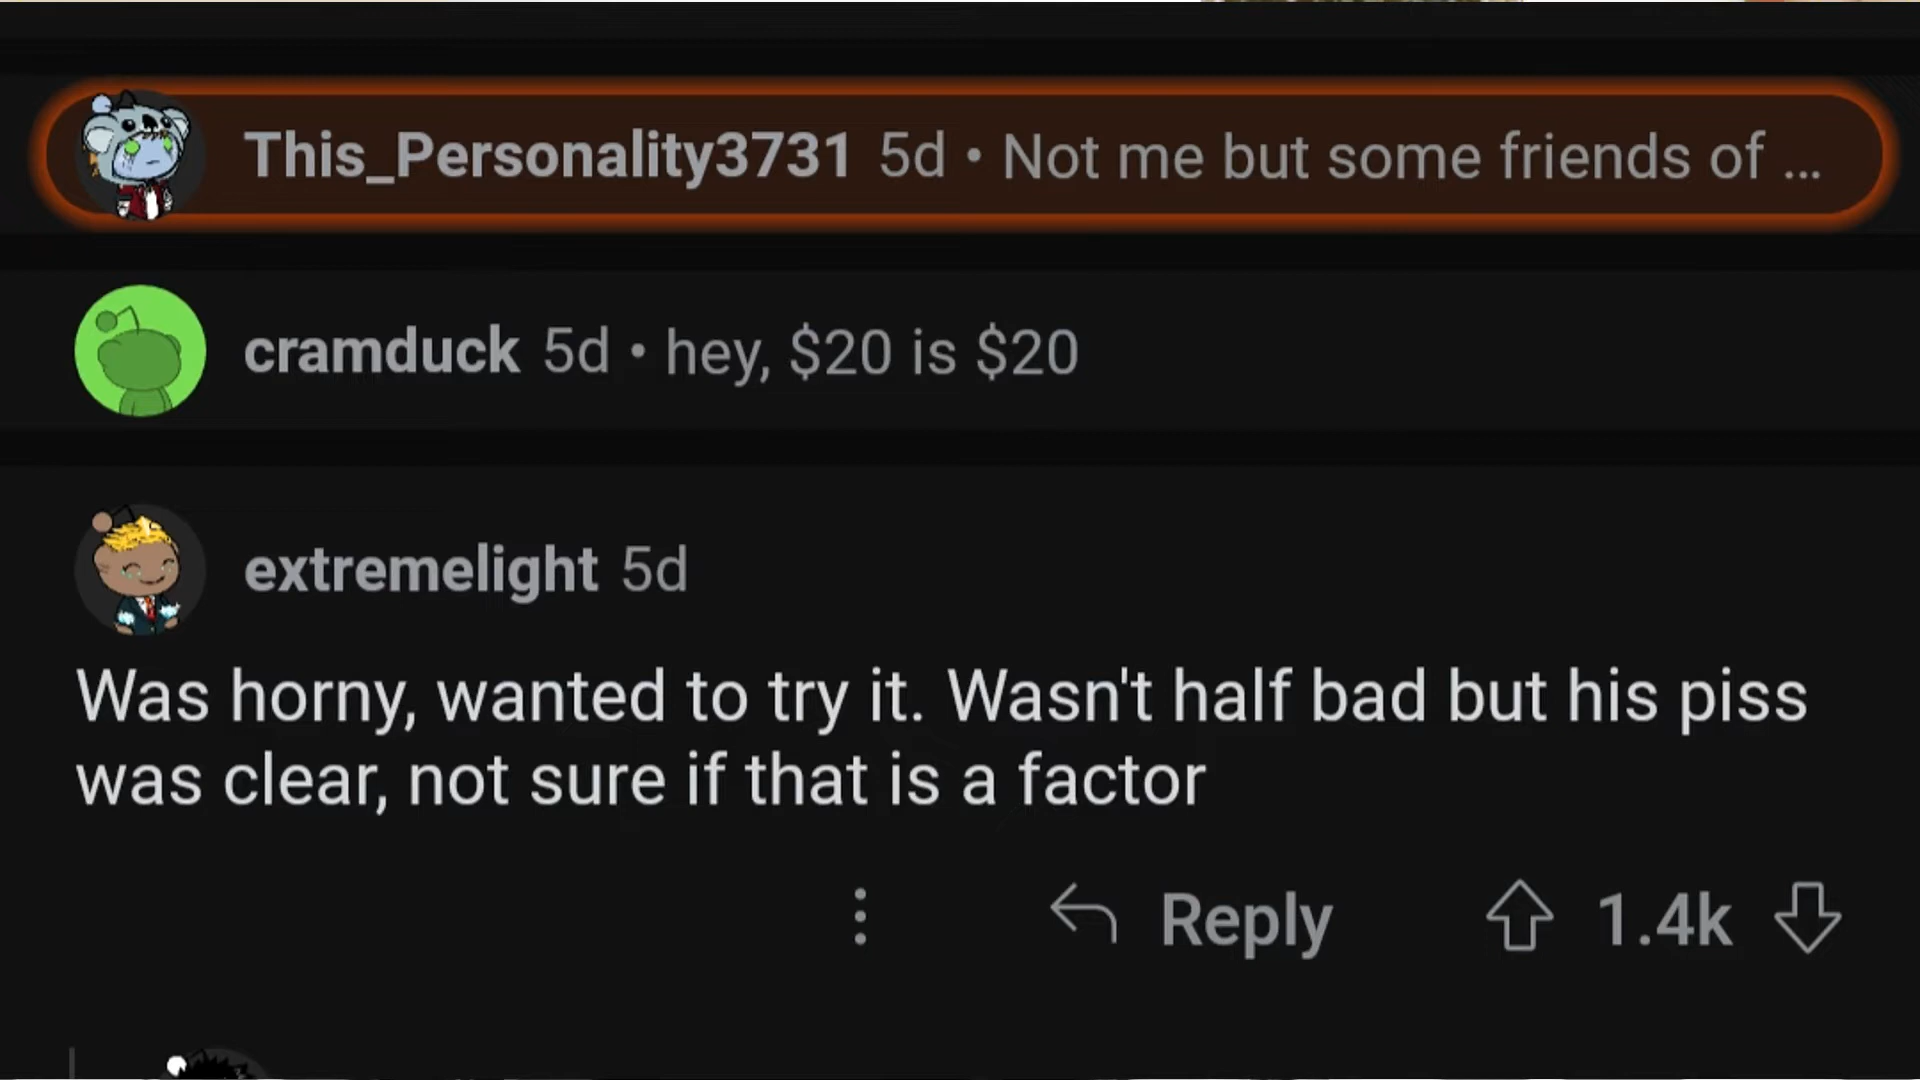 This_Personality3731 5d • Not me but some friends of ...
cramduck 5d • hey, $20 is $20
extremelight 5d
Was horny, wanted to try it. Wasn't half bad but his piss
was clear, not sure if that is a factor
Reply 1.4k